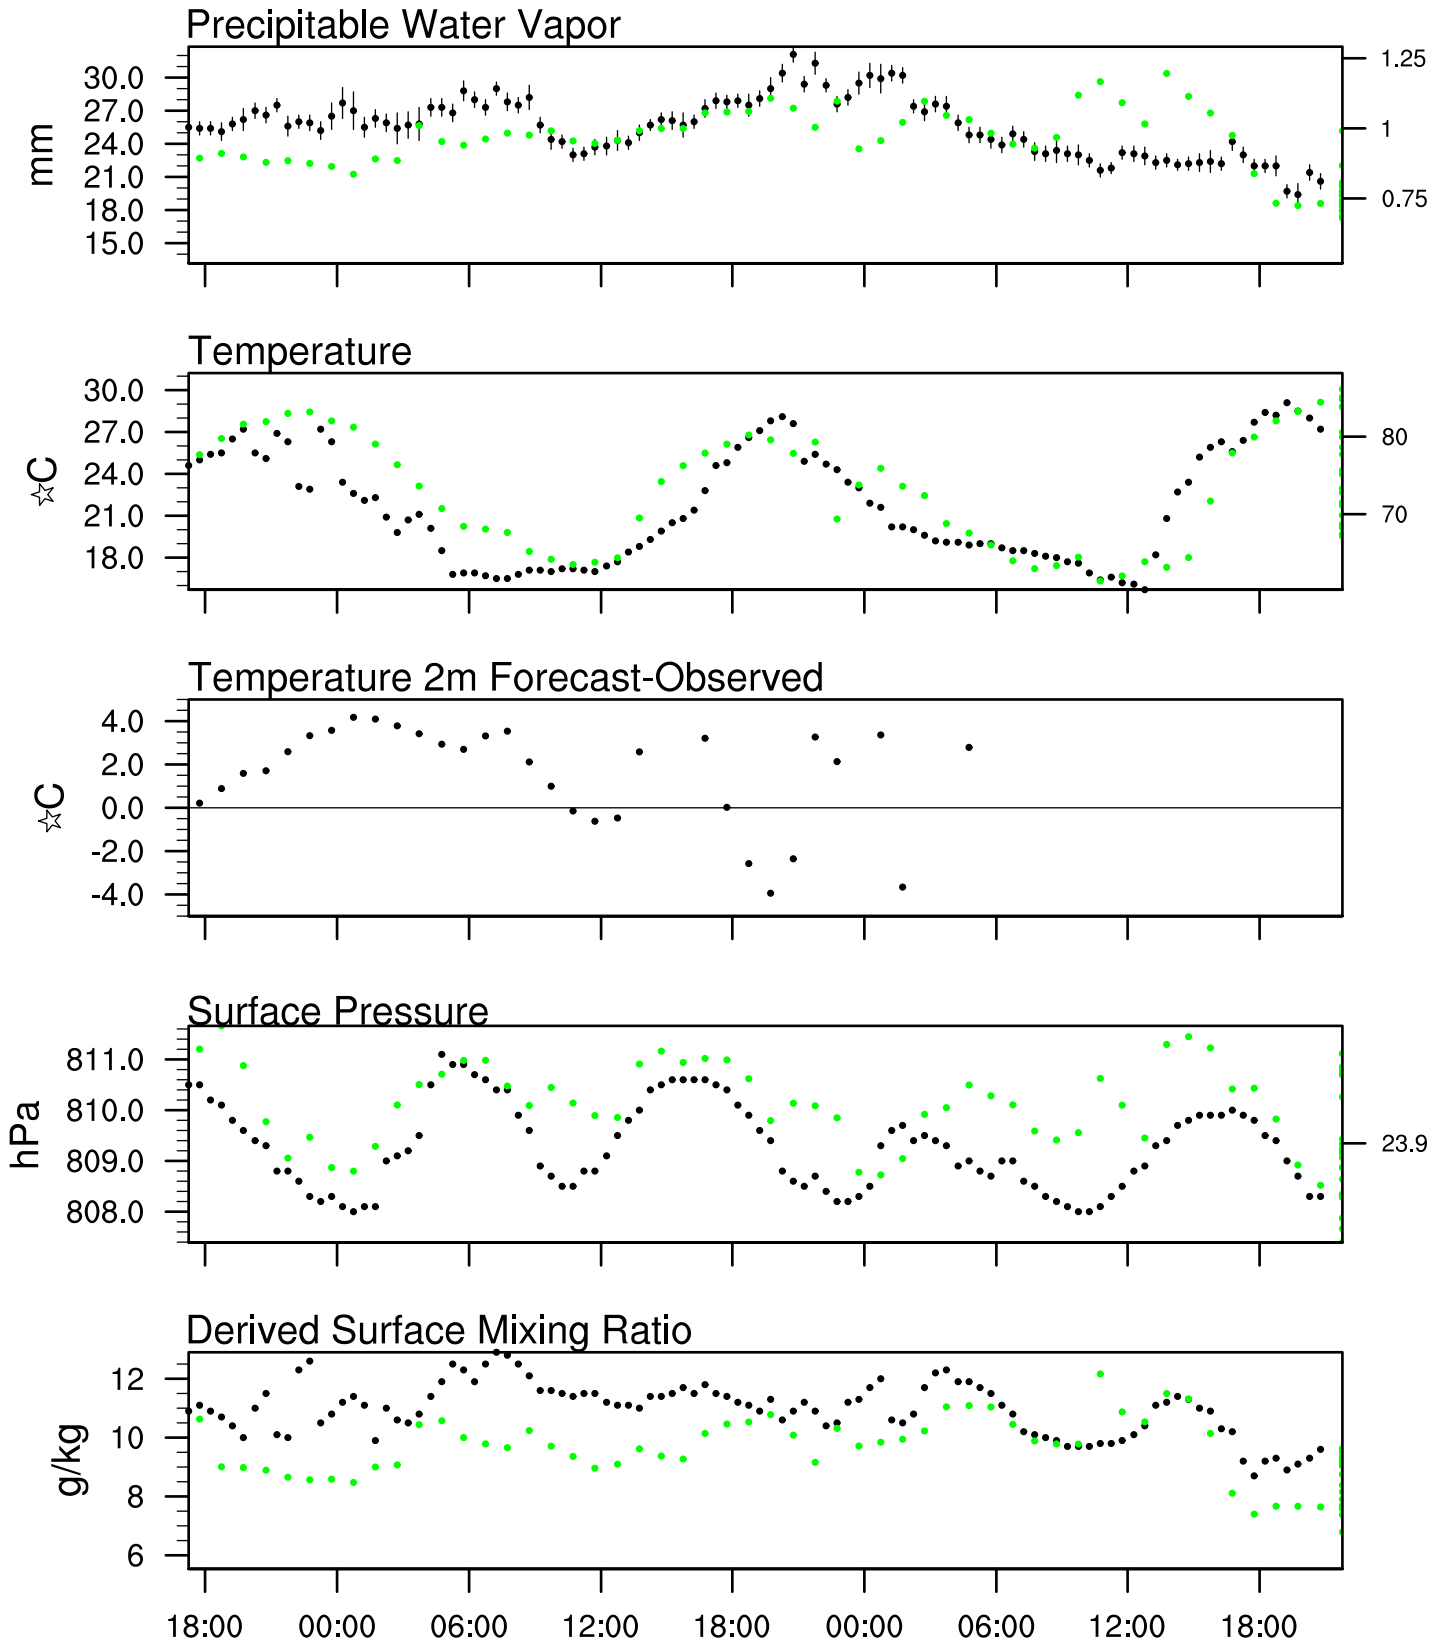 Precipitable Water Vapor
30.0
27.0
24.0
21.0
18.0
15.0
mm
1.25
1
0.75
Temperature
30.0
27.0
24.0
21.0
18.0
☆C
80
70
Temperature 2m Forecast-Observed
4.0
2.0
0.0
-2.0
-4.0
☆C
Surface Pressure
811.0
810.0
809.0
808.0
hPa
23.9
Derived Surface Mixing Ratio
12
10
8
6
g/kg
18:00 00:00 06:00 12:00 18:00 00:00 06:00 12:00 18:00